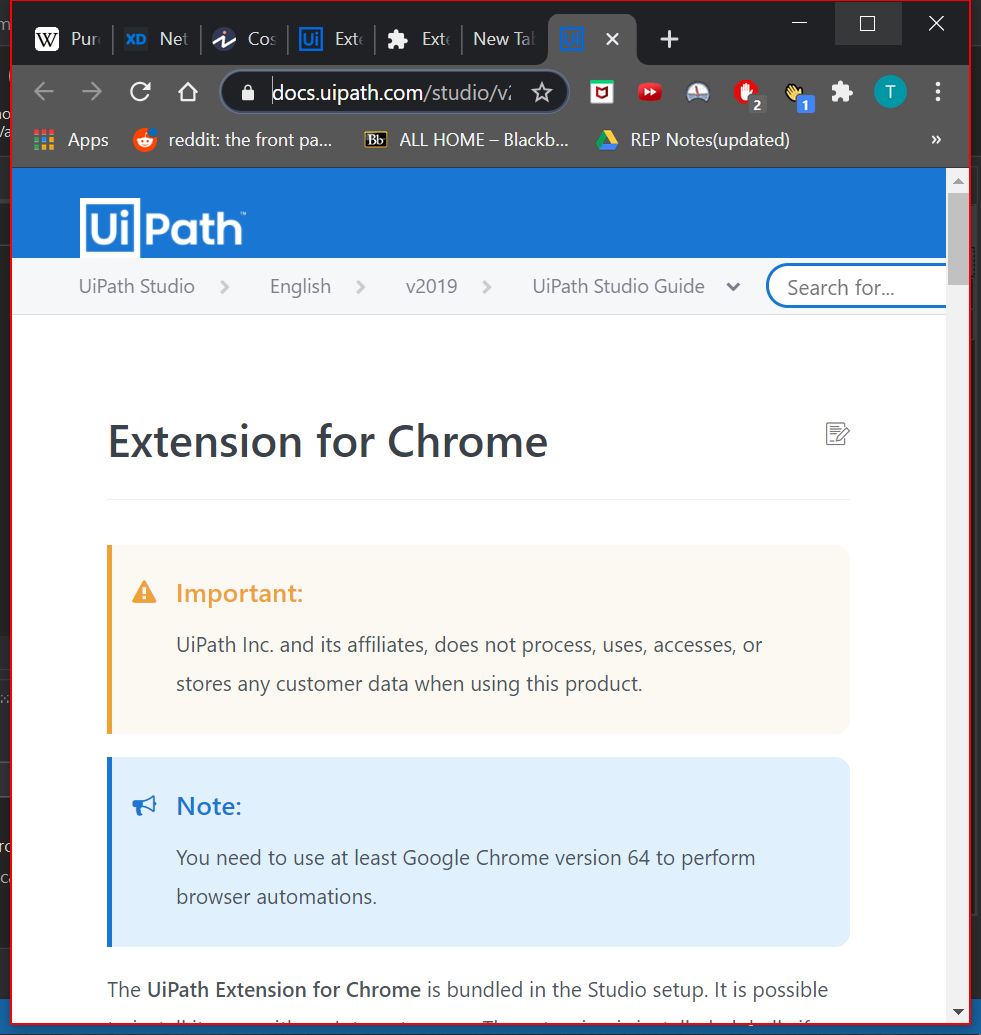 W Pure XD Net Cos Ui Exte Exte New Tab Ui
docs.uipath.com/studio/v2 2 1 T
Apps reddit: the front pa... Bb ALL HOME – Blackb... REP Notes(updated) »
UiPath™
UiPath Studio English v2019 UiPath Studio Guide Search for...
Extension for Chrome
Important:
UiPath Inc. and its affiliates, does not process, uses, accesses, or
stores any customer data when using this product.
Note:
You need to use at least Google Chrome version 64 to perform
browser automations.
The UiPath Extension for Chrome is bundled in the Studio setup. It is possible